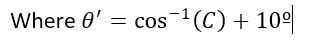 Where θ′ = cos⁻¹(C) + 10º